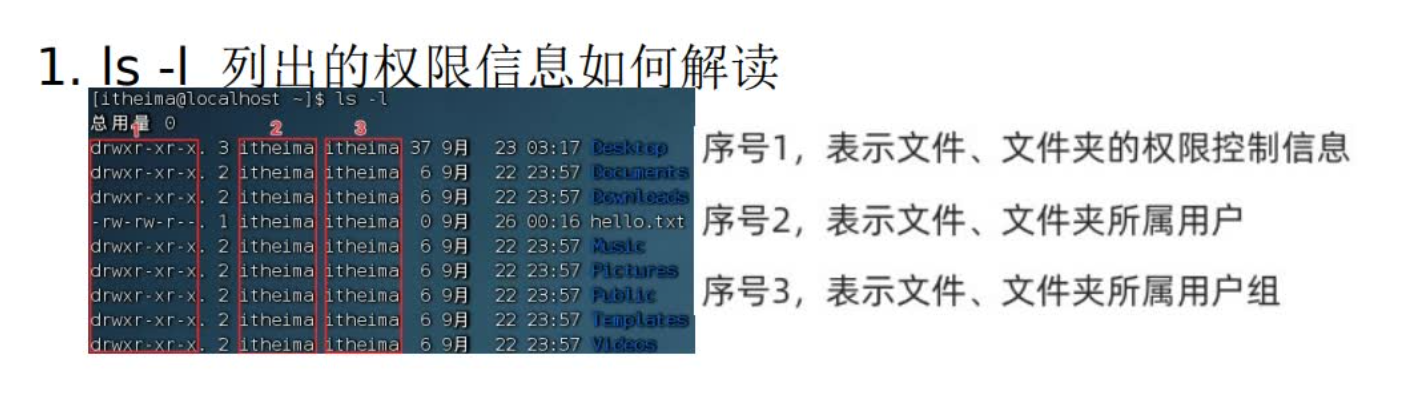 1. ls -l 列出的权限信息如何解读
[itheima@localhost ~]$ ls -l
总用量 0
1 2 3
drwxr-xr-x. 3 itheima itheima 37 9月 23 03:17 Desktop
drwxr-xr-x. 2 itheima itheima 6 9月 22 23:57 Documents
drwxr-xr-x. 2 itheima itheima 6 9月 22 23:57 Downloads
-rw-rw-r--. 1 itheima itheima 0 9月 26 00:16 hello.txt
drwxr-xr-x. 2 itheima itheima 6 9月 22 23:57 Music
drwxr-xr-x. 2 itheima itheima 6 9月 22 23:57 Pictures
drwxr-xr-x. 2 itheima itheima 6 9月 22 23:57 Public
drwxr-xr-x. 2 itheima itheima 6 9月 22 23:57 Templates
drwxr-xr-x. 2 itheima itheima 6 9月 22 23:57 Videos
序号1，表示文件、文件夹的权限控制信息
序号2，表示文件、文件夹所属用户
序号3，表示文件、文件夹所属用户组